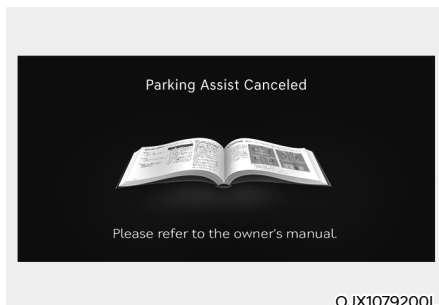 Parking Assist Canceled
Please refer to the owner's manual.
OJX1079200L